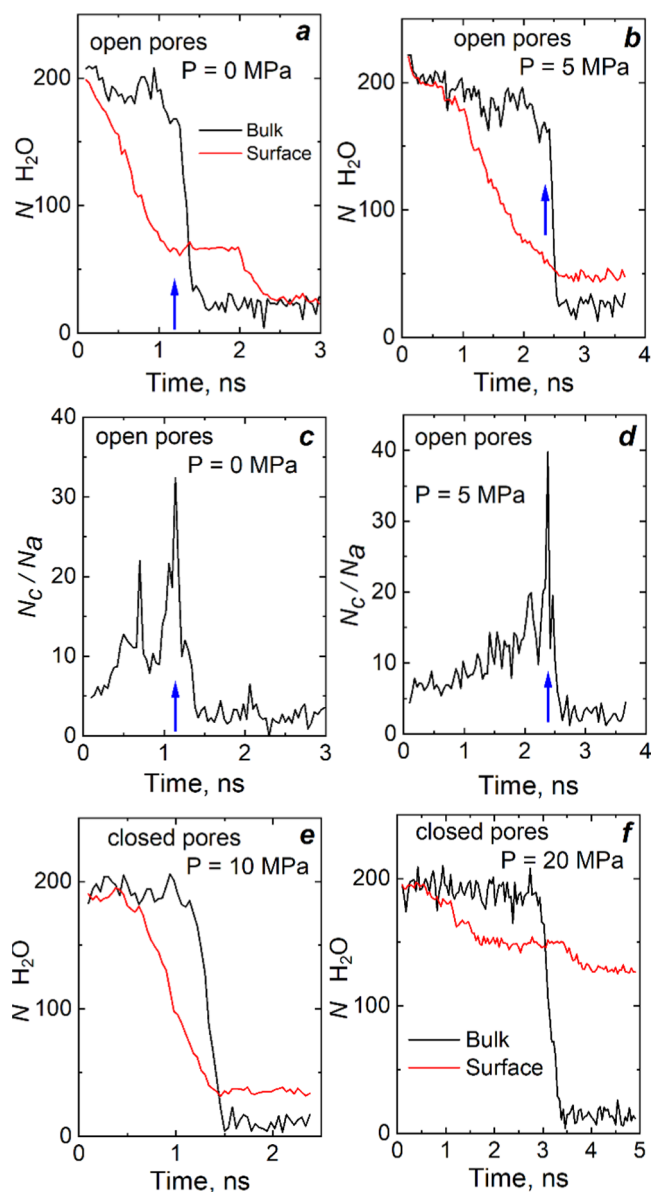 a
open pores
P = 0 MPa
Bulk
Surface
N H₂O
200
100
0
0 1 2 3
Time, ns
b
open pores
P = 5 MPa
N H₂O
200
100
0
0 1 2 3 4
Time, ns
c
open pores
P = 0 MPa
Nc / Na
40
30
20
10
0
0 1 2 3
Time, ns
d
open pores
P = 5 MPa
40
30
20
10
0
0 1 2 3 4
Time, ns
e
closed pores
P = 10 MPa
N H₂O
200
100
0
0 1 2
Time, ns
f
closed pores
P = 20 MPa
N H₂O
200
100
0
Bulk
Surface
0 1 2 3 4 5
Time, ns